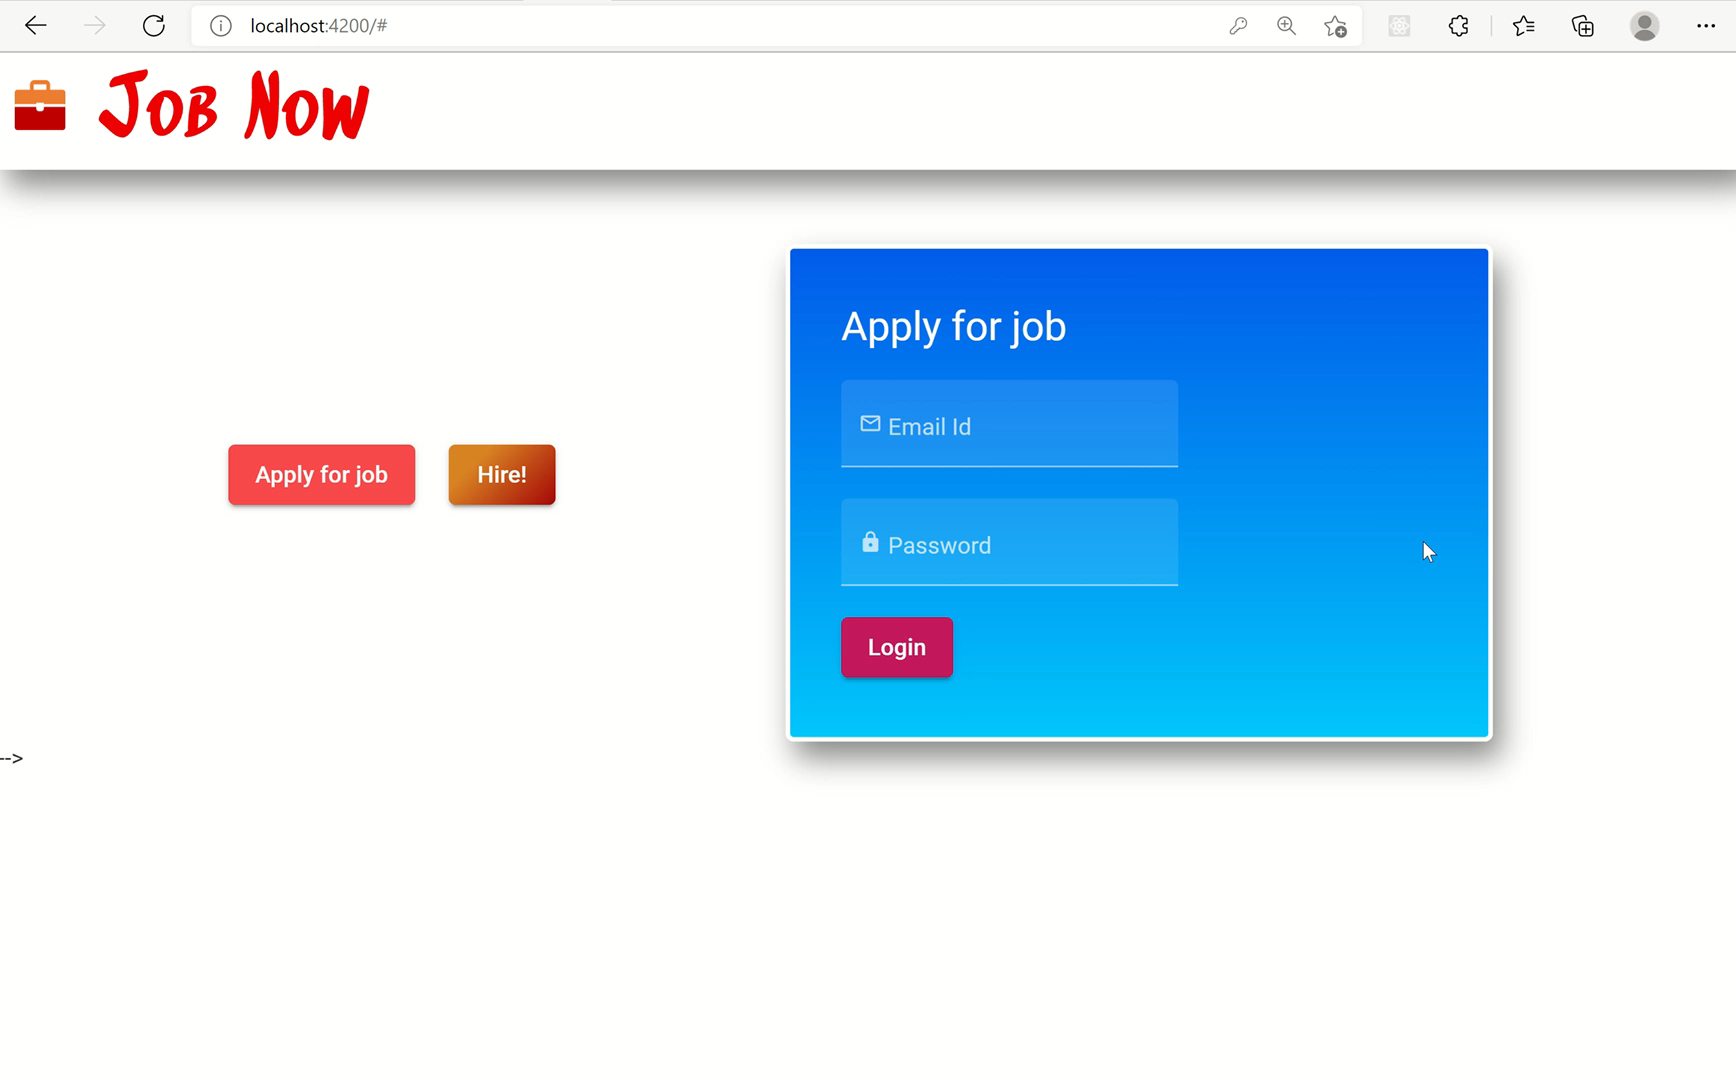 localhost:4200/#
Job Now
Apply for job
Email Id
Apply for job
Hire!
Password
Login
-->